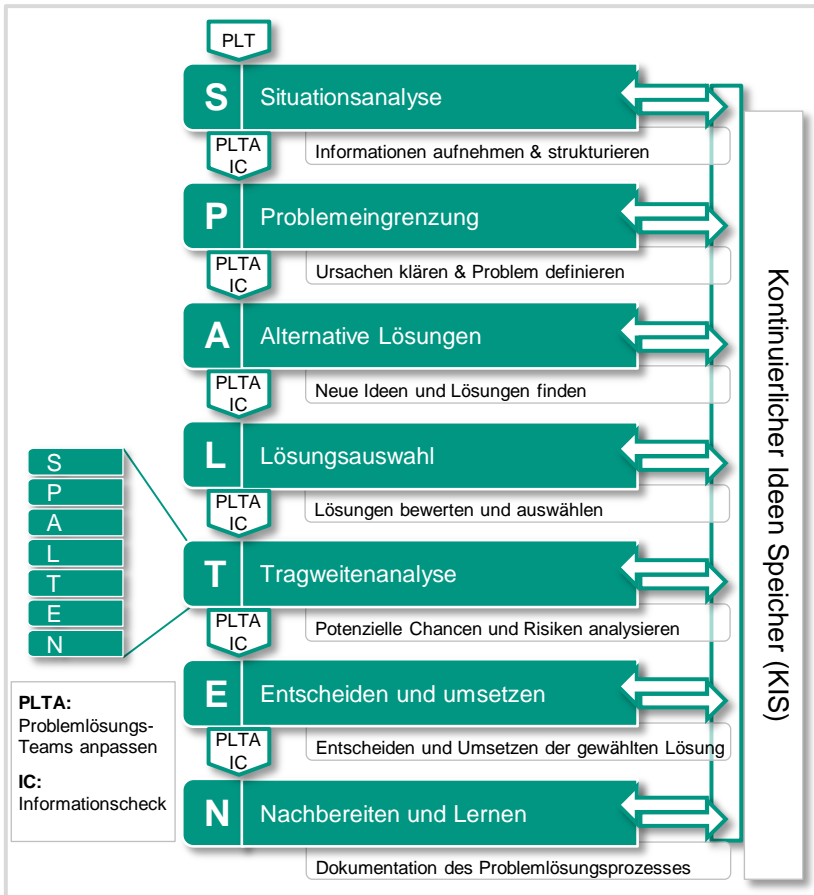 PLT
S Situationsanalyse
PLTA
IC
Informationen aufnehmen & strukturieren
P Problemeingrenzung
PLTA
IC
Ursachen klären & Problem definieren
A Alternative Lösungen
PLTA
IC
Neue Ideen und Lösungen finden
L Lösungsauswahl
PLTA
IC
Lösungen bewerten und auswählen
T Tragweitenanalyse
PLTA
IC
Potenzielle Chancen und Risiken analysieren
E Entscheiden und umsetzen
PLTA
IC
Entscheiden und Umsetzen der gewählten Lösung
N Nachbereiten und Lernen
Dokumentation des Problemlösungsprozesses
S
P
A
L
T
E
N
PLTA:
Problemlösungs-
Teams anpassen
IC:
Informationscheck
Kontinuierlicher Ideen Speicher (KIS)